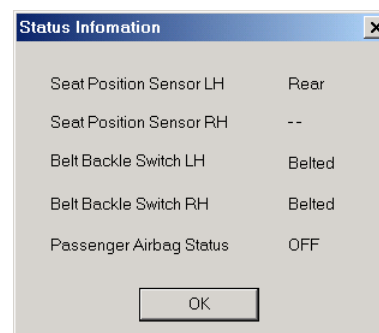 Status Infomation
Seat Position Sensor LH Rear
Seat Position Sensor RH --
Belt Backle Switch LH Belted
Belt Backle Switch RH Belted
Passenger Airbag Status OFF
OK